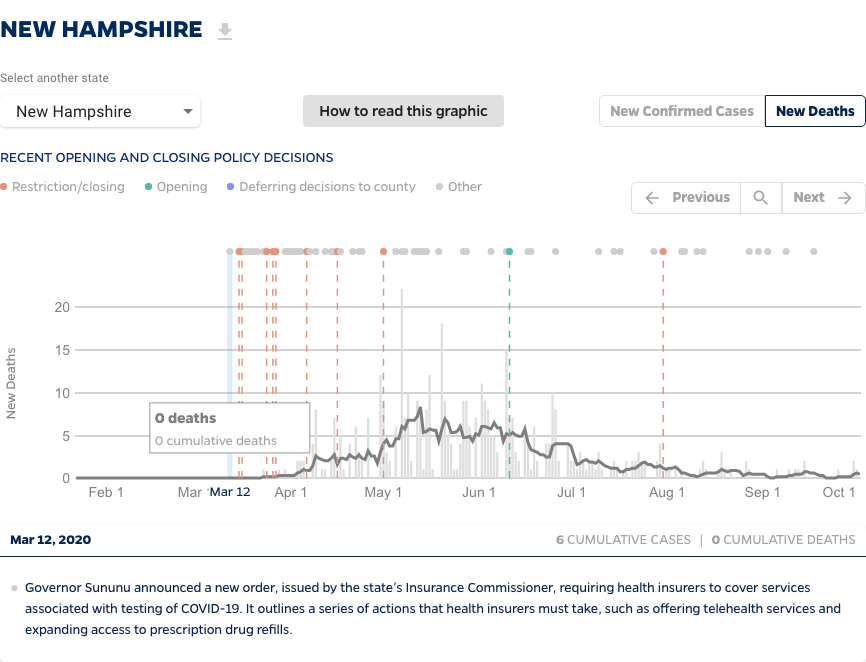 NEW HAMPSHIRE
Select another state
New Hampshire
How to read this graphic
New Confirmed Cases
New Deaths
RECENT OPENING AND CLOSING POLICY DECISIONS
Restriction/closing
Opening
Deferring decisions to county
Other
Previous
Next
20
15
10
5
0
New Deaths
0 deaths
0 cumulative deaths
Feb 1
Mar
Mar 12
Apr 1
May 1
Jun 1
Jul 1
Aug 1
Sep 1
Oct 1
Mar 12, 2020
6 CUMULATIVE CASES | 0 CUMULATIVE DEATHS
Governor Sununu announced a new order, issued by the state's Insurance Commissioner, requiring health insurers to cover services
associated with testing of COVID-19. It outlines a series of actions that health insurers must take, such as offering telehealth services and
expanding access to prescription drug refills.